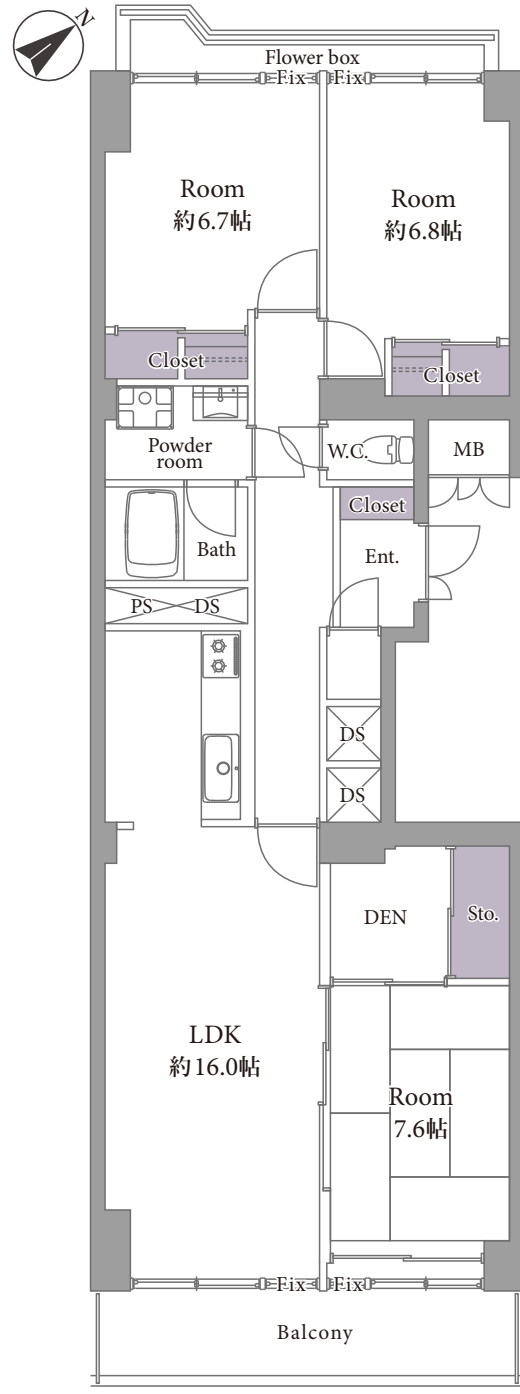 N
Flower box
Fix
Fix
Room
約6.7帖
Room
約6.8帖
Closet
Closet
Powder
room
W.C.
MB
Closet
Bath
Ent.
PS
DS
DS
DS
DEN
Sto.
LDK
約16.0帖
Room
7.6帖
Fix
Fix
Balcony